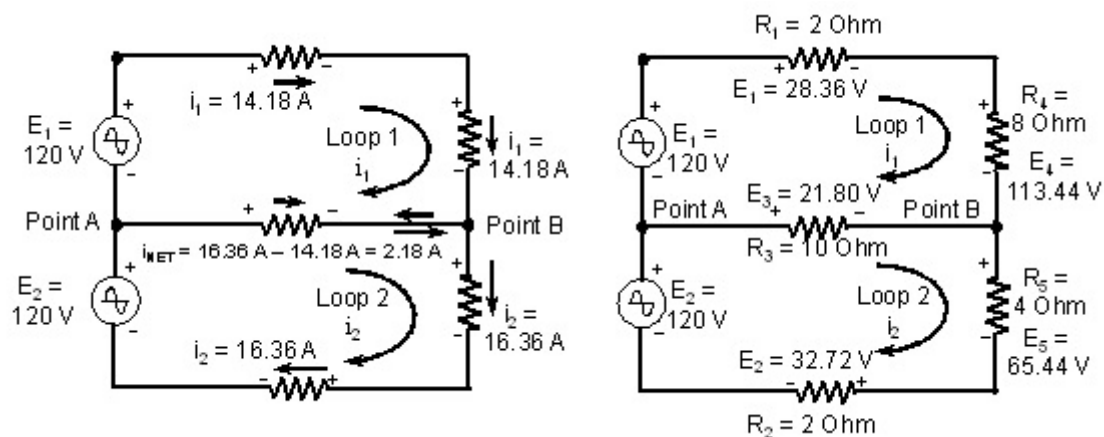 i₁ = 14.18 A
E₁ =
120 V
Loop 1
i₁
i₁ =
14.18 A
Point A
Point B
iNET = 16.36 A – 14.18 A = 2.18 A
E₂ =
120 V
Loop 2
i₂
i₂ =
16.36 A
i₂ = 16.36 A
R₁ = 2 Ohm
E₁ = 28.36 V
R₄ =
8 Ohm
E₁ =
120 V
Loop 1
i₁
E₄ =
113.44 V
Point A
E₃ = 21.80 V
Point B
R₃ = 10 Ohm
E₂ =
120 V
Loop 2
i₂
R₅ =
4 Ohm
E₅ =
65.44 V
E₂ = 32.72 V
R₂ = 2 Ohm